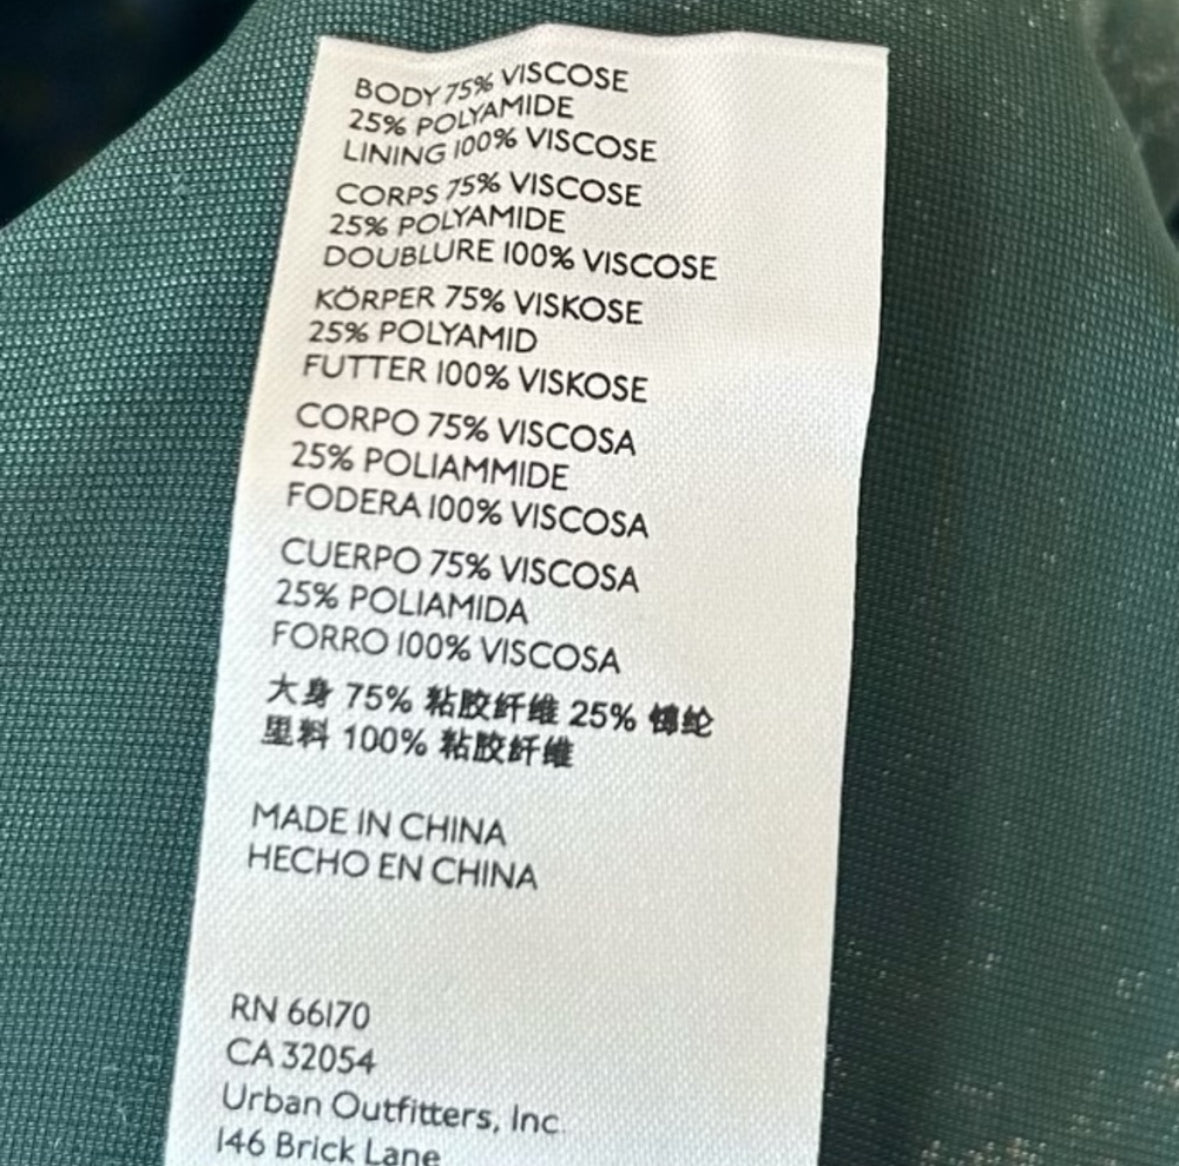 BODY 75% VISCOSE
25% POLYAMIDE
LINING 100% VISCOSE
CORPS 75% VISCOSE
25% POLYAMIDE
DOUBLURE 100% VISCOSE
KÖRPER 75% VISKOSE
25% POLYAMID
FUTTER 100% VISKOSE
CORPO 75% VISCOSA
25% POLIAMMIDE
FODERA 100% VISCOSA
CUERPO 75% VISCOSA
25% POLIAMIDA
FORRO 100% VISCOSA
大身 75% 粘胶纤维 25% 锦纶
里料 100% 粘胶纤维
MADE IN CHINA
HECHO EN CHINA
RN 66170
CA 32054
Urban Outfitters, Inc.
146 Brick Lane